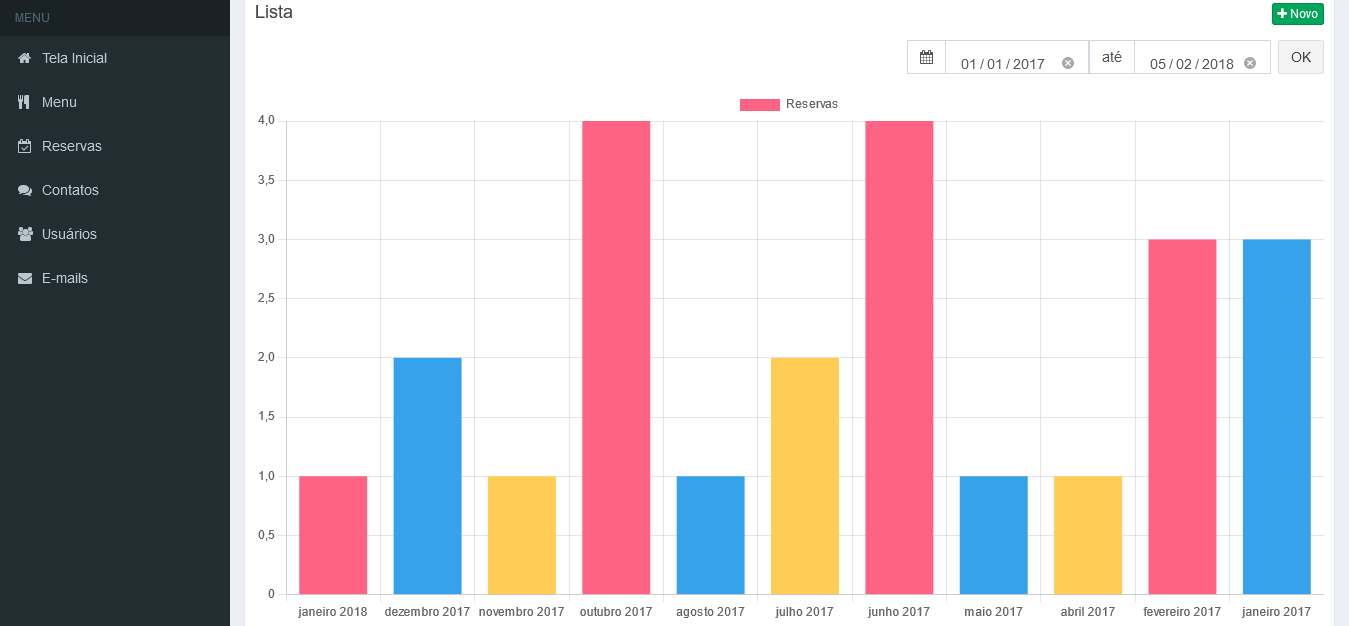 MENU
Tela Inicial
Menu
Reservas
Contatos
Usuários
E-mails
Lista
Novo
01 / 01 / 2017 até 05 / 02 / 2018 OK
Reservas
4,0
3,5
3,0
2,5
2,0
1,5
1,0
0,5
0
janeiro 2018 dezembro 2017 novembro 2017 outubro 2017 agosto 2017 julho 2017 junho 2017 maio 2017 abril 2017 fevereiro 2017 janeiro 2017